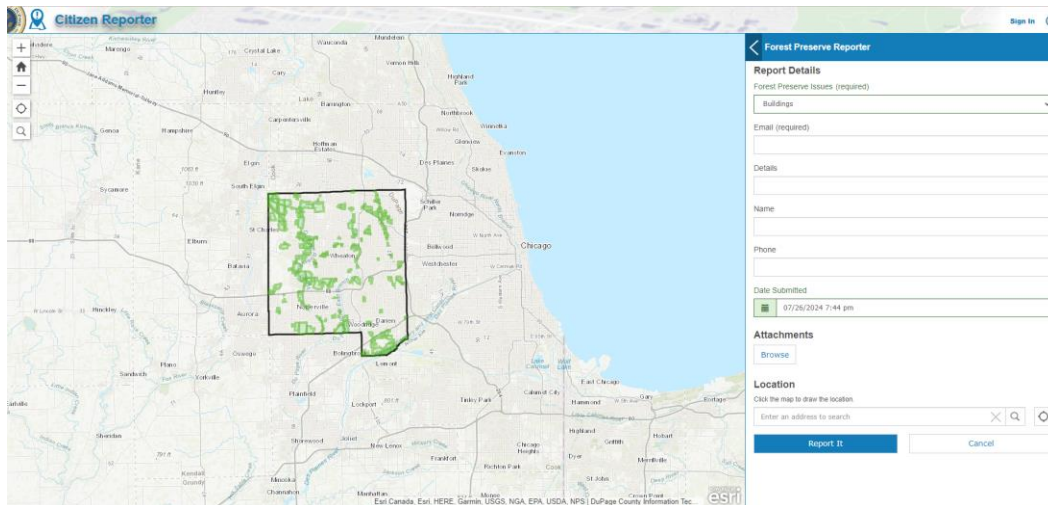 Citizen Reporter
Sign In
Forest Preserve Reporter
Report Details
Forest Preserve Issues (required)
Buildings
Email (required)
Details
Name
Phone
Date Submitted
07/26/2024 7:44 pm
Attachments
Browse
Location
Click the map to draw the location.
Enter an address to search
Report It
Cancel
Wauconda
Mundelein
Marengo
Crystal Lake
Vernon Hills
Cary
Highland
Park
Huntley
Lake
Barrington
Northbrook
Carpentersville
Winnetka
Genoa
Hampshire
Glenview
Hoffman
Estates
Evanston
Des Plaines
Elgin
Skokie
Sycamore
South Elgin
Schiller
Park
Norridge
St Charles
Elburn
Bellwood
Chicago
Wheaton
Batavia
Westchester
Naperville
Hinckley
Aurora
Woodridge
Darien
Oswego
Lemont
Plano
Sandwich
Yorkville
East Chicago
Plainfield
Calumet City
Hammond
Gary
Portage
Tinley Park
Lockport
Highland
Sheridan
Shorewood
Joliet
New Lenox
Chicago
Heights
Griffith
Hobart
Frankfort
Dyer
Merrillville
Kendall
Grundy
Richton Park
Cook
Minooka
St John
Channahon
Manhattan
Esri Canada, Esri, HERE, Garmin, USGS, NGA, EPA, USDA, NPS | DuPage County Information Tec...
esri